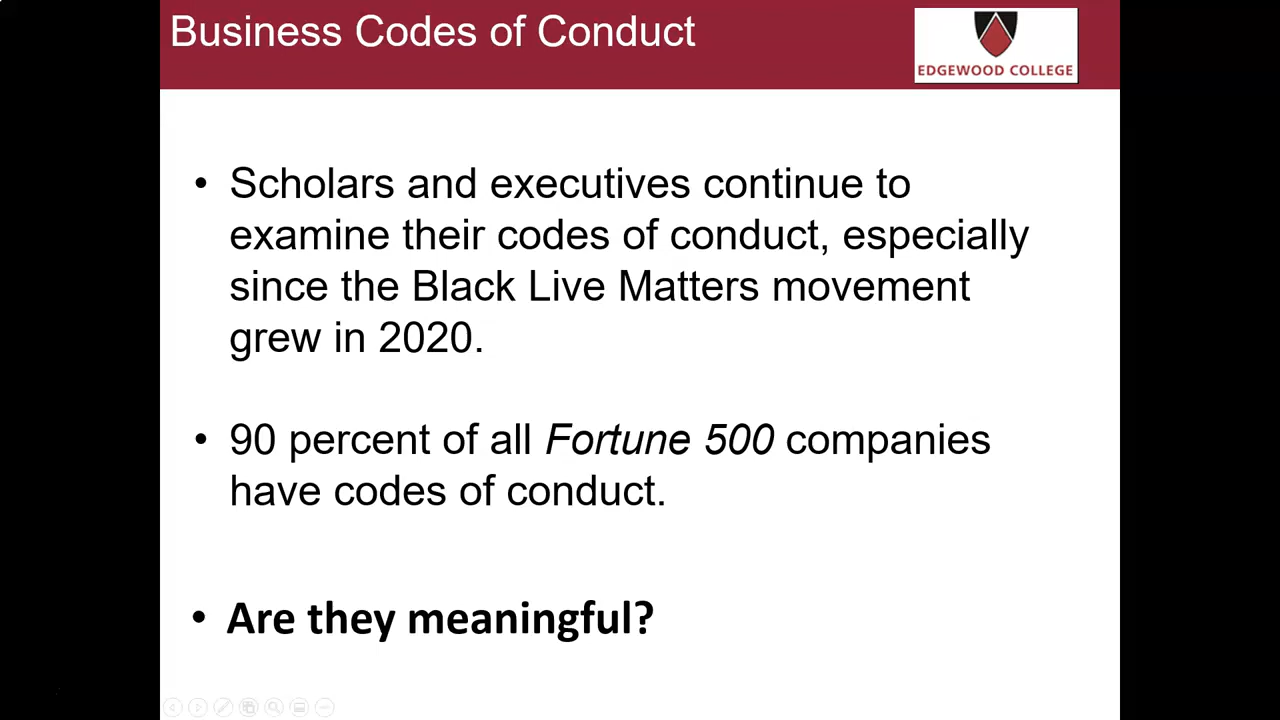 Business Codes of Conduct
EDGEWOOD COLLEGE
• Scholars and executives continue to
examine their codes of conduct, especially
since the Black Live Matters movement
grew in 2020.
• 90 percent of all Fortune 500 companies
have codes of conduct.
• Are they meaningful?